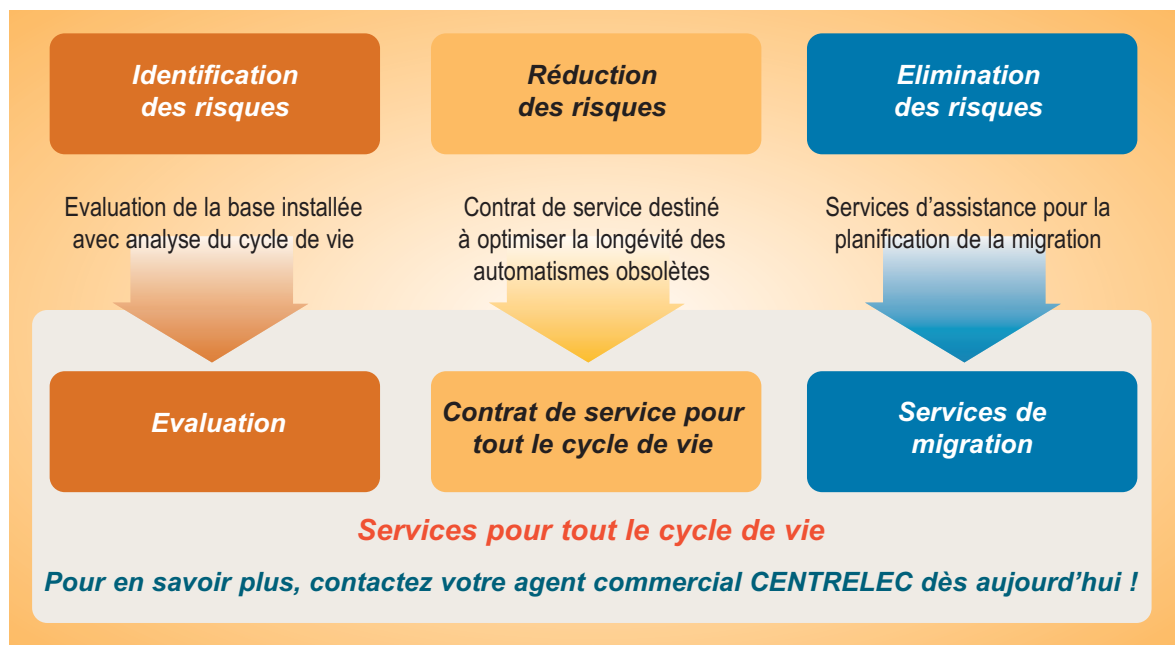 Identification
des risques
Réduction
des risques
Elimination
des risques
Evaluation de la base installée
avec analyse du cycle de vie
Contrat de service destiné
à optimiser la longévité des
automatismes obsolètes
Services d’assistance pour la
planification de la migration
Evaluation
Contrat de service pour
tout le cycle de vie
Services de
migration
Services pour tout le cycle de vie
Pour en savoir plus, contactez votre agent commercial CENTRELEC dès aujourd’hui !